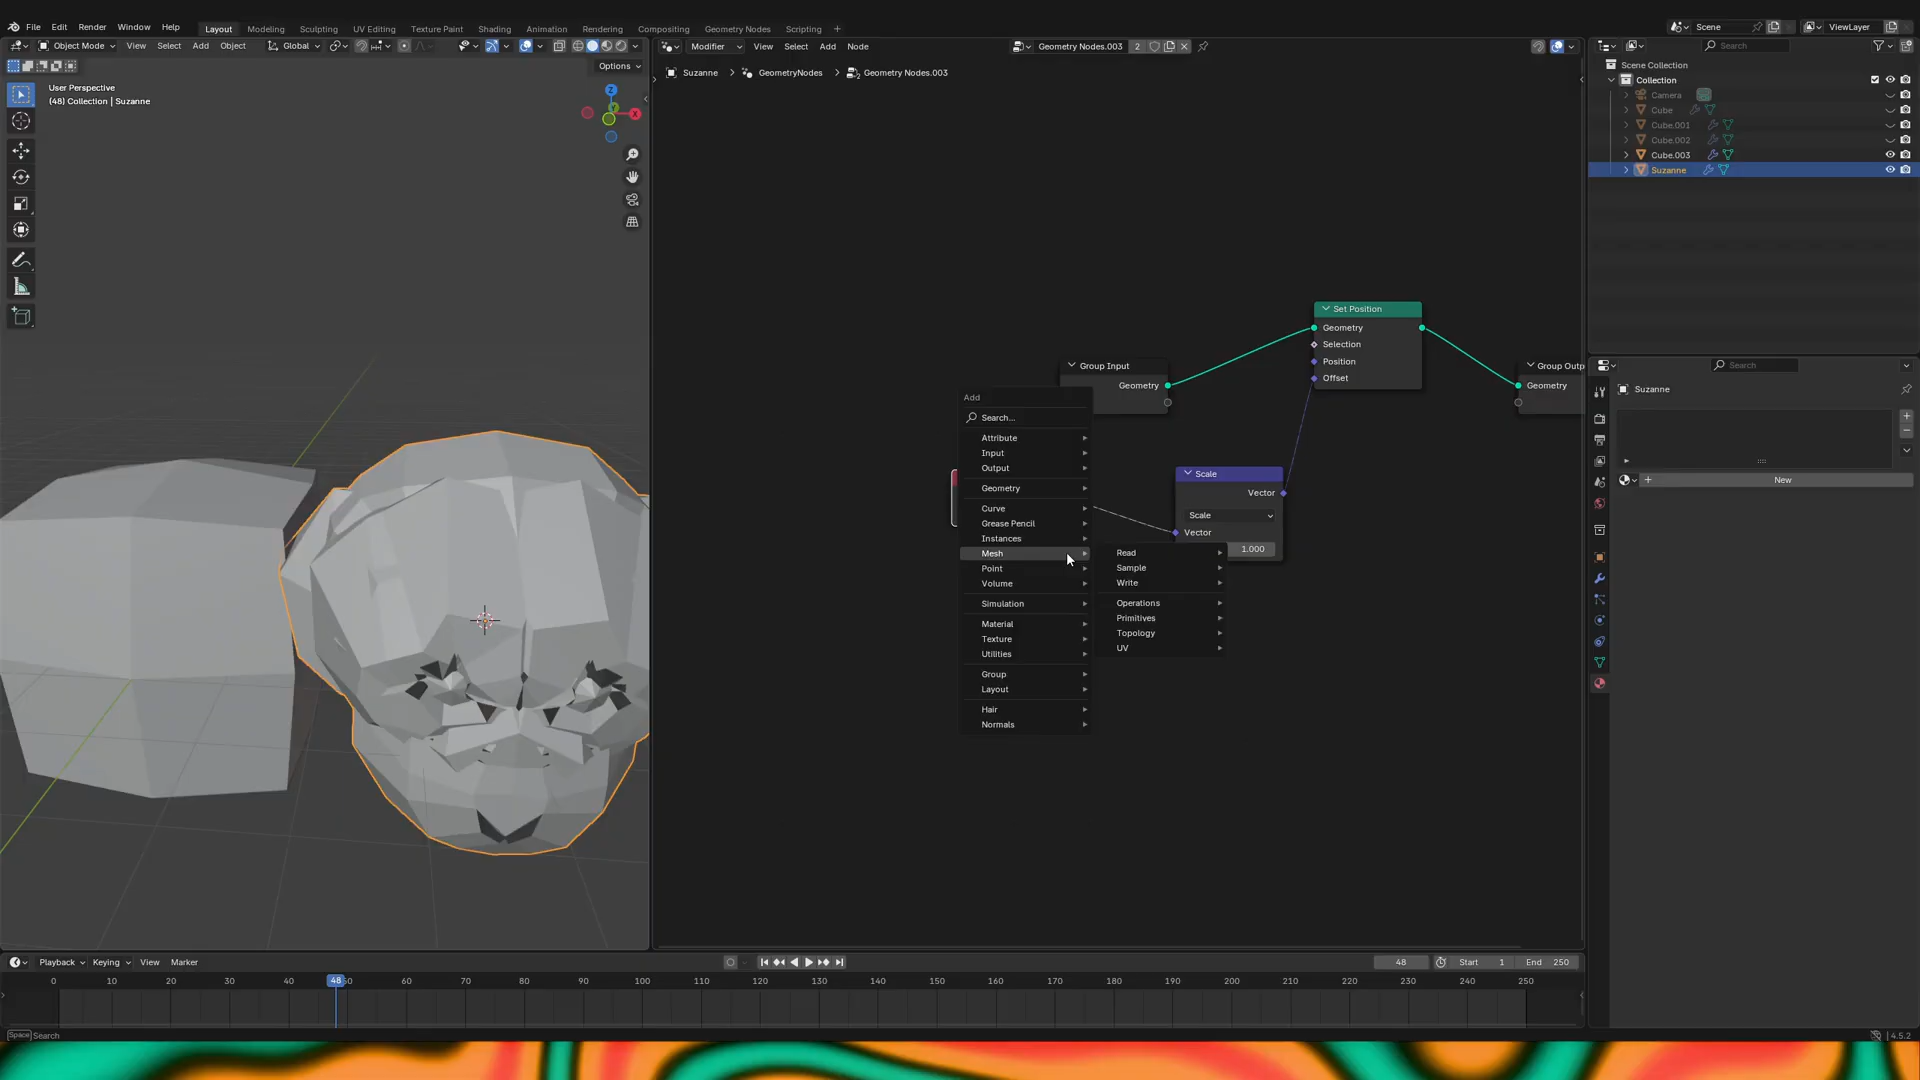 File Edit Render Window Help Layout Modeling Sculpting UV Editing Texture Paint Shading Animation Rendering Compositing Geometry Nodes Scripting + Scene ViewLayer
Object Mode View Select Add Object Global Modifier View Select Add Node Geometry Nodes.003 2 Search
Options
Suzanne > GeometryNodes > Geometry Nodes.003
User Perspective
(48) Collection | Suzanne
Z
Y
X
Scene Collection
Collection
Camera
Cube
Cube.001
Cube.002
Cube.003
Suzanne
Set Position
Geometry
Selection
Position
Offset
Group Input
Geometry
Group Outp
Geometry
Add
Search...
Attribute
Input
Output
Geometry
Curve
Grease Pencil
Instances
Mesh
Point
Volume
Simulation
Material
Texture
Utilities
Group
Layout
Hair
Normals
Read
Sample
Write
Operations
Primitives
Topology
UV
Scale
Vector
Scale
Vector
1.000
Search
Suzanne
New
Playback Keying View Marker 48 Start 1 End 250
0 10 20 30 40 48 60 70 80 90 100 110 120 130 140 150 160 170 180 190 200 210 220 230 240 250
Space Search
4.5.2